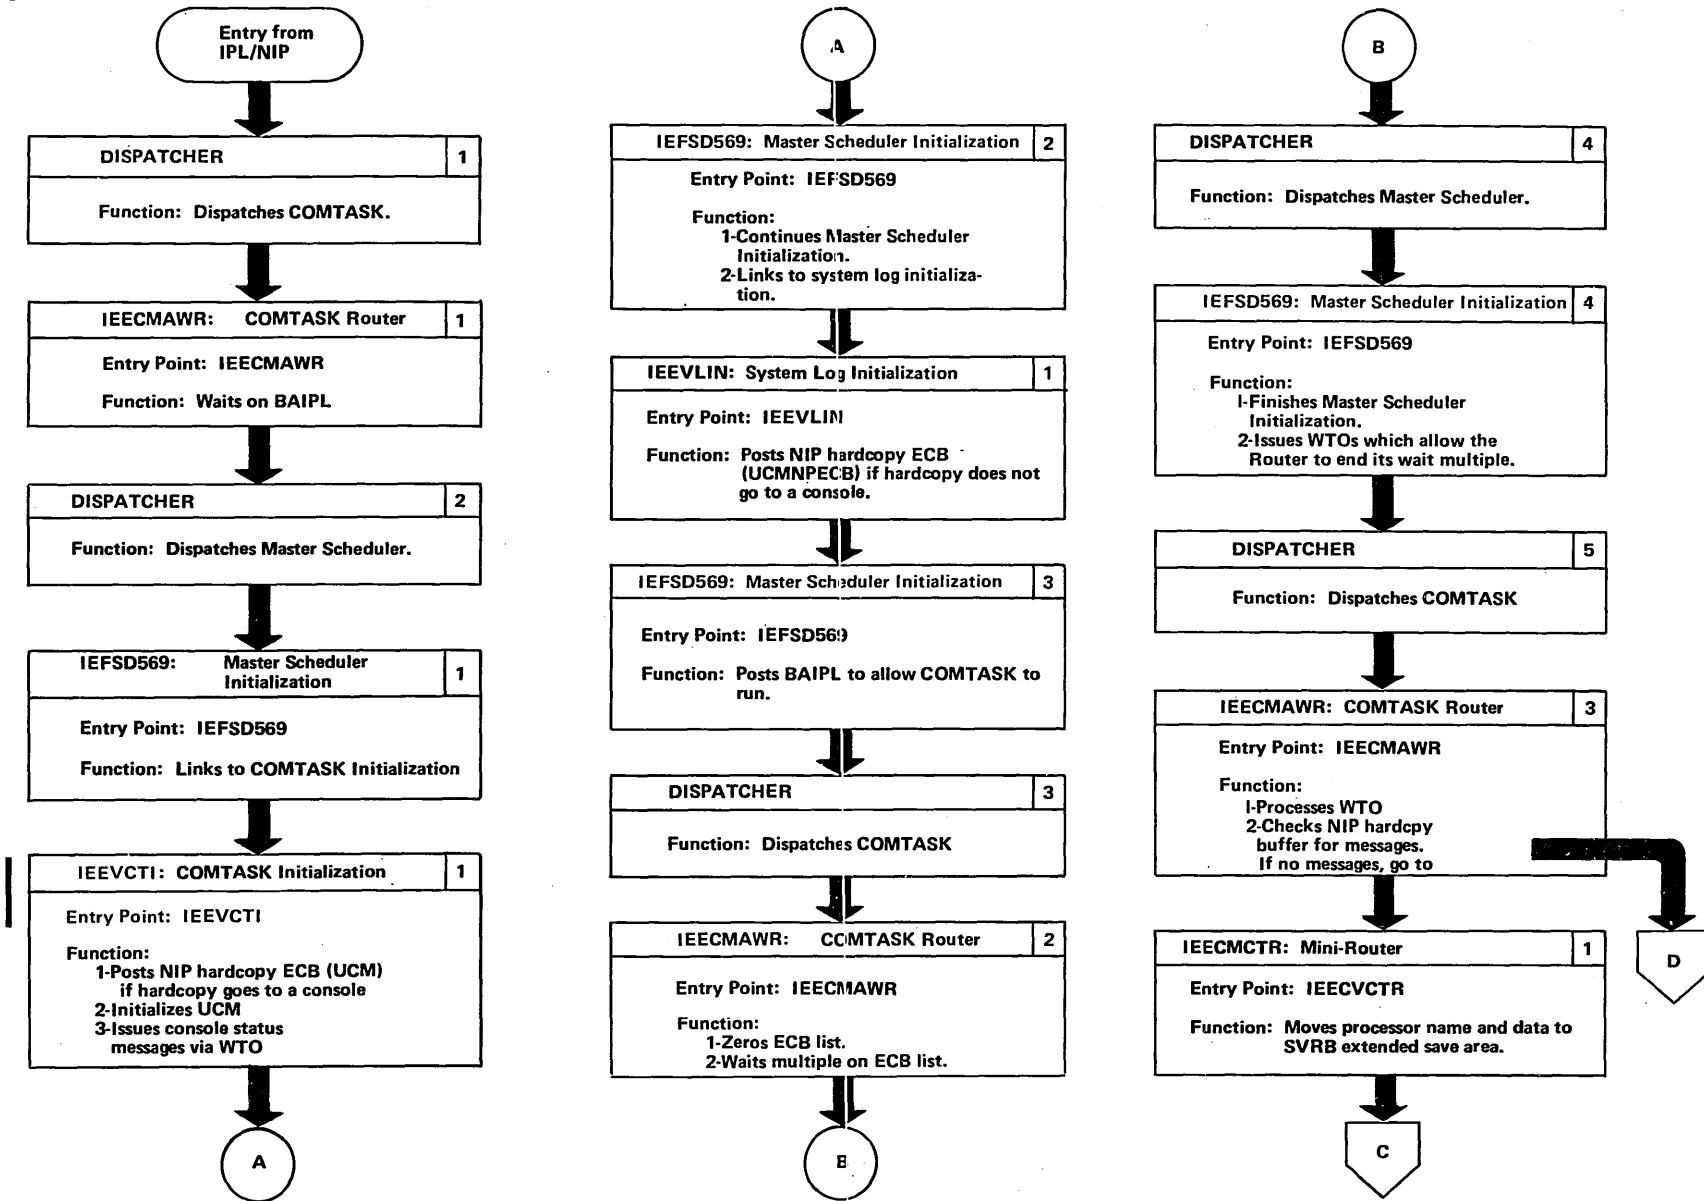 Entry from
IPL/NIP
DISPATCHER 1
Function: Dispatches COMTASK.
IEECMAWR: COMTASK Router 1
Entry Point: IEECMAWR
Function: Waits on BAIPL
DISPATCHER 2
Function: Dispatches Master Scheduler.
IEFSD569: Master Scheduler
Initialization 1
Entry Point: IEFSD569
Function: Links to COMTASK Initialization
IEEVCTI: COMTASK Initialization 1
Entry Point: IEEVCTI
Function:
1-Posts NIP hardcopy ECB (UCM)
if hardcopy goes to a console
2-Initializes UCM
3-Issues console status
messages via WTO
A
A
IEFSD569: Master Scheduler Initialization 2
Entry Point: IEFSD569
Function:
1-Continues Master Scheduler
Initialization.
2-Links to system log initializa-
tion.
IEEVLIN: System Log Initialization 1
Entry Point: IEEVLIN
Function: Posts NIP hardcopy ECB
(UCMNPECB) if hardcopy does not
go to a console.
IEFSD569: Master Scheduler Initialization 3
Entry Point: IEFSD569
Function: Posts BAIPL to allow COMTASK to
run.
DISPATCHER 3
Function: Dispatches COMTASK
IEECMAWR: COMTASK Router 2
Entry Point: IEECMAWR
Function:
1-Zeros ECB list.
2-Waits multiple on ECB list.
B
B
DISPATCHER 4
Function: Dispatches Master Scheduler.
IEFSD569: Master Scheduler Initialization 4
Entry Point: IEFSD569
Function:
I-Finishes Master Scheduler
Initialization.
2-Issues WTOs which allow the
Router to end its wait multiple.
DISPATCHER 5
Function: Dispatches COMTASK
IEECMAWR: COMTASK Router 3
Entry Point: IEECMAWR
Function:
I-Processes WTO
2-Checks NIP hardcpy
buffer for messages.
If no messages, go to
D
IEECMCTR: Mini-Router 1
Entry Point: IEECVCTR
Function: Moves processor name and data to
SVRB extended save area.
C